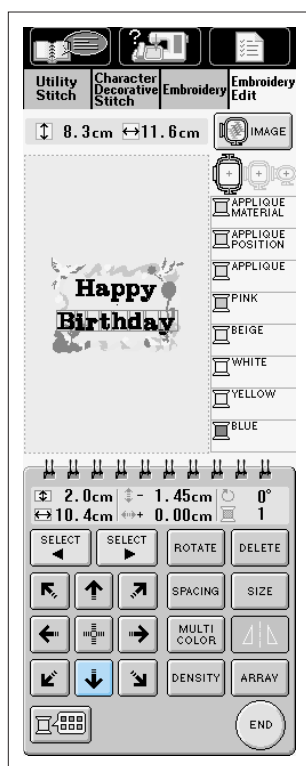 Utility Stitch
Character Decorative Stitch
Embroidery
Embroidery Edit
8.3cm 11.6cm
IMAGE
APPLIQUE MATERIAL
APPLIQUE POSITION
APPLIQUE
PINK
BEIGE
WHITE
YELLOW
BLUE
Happy
Birthday
2.0cm - 1.45cm 0°
10.4cm + 0.00cm 1
SELECT SELECT ROTATE DELETE
SPACING SIZE
MULTI COLOR
DENSITY ARRAY
END